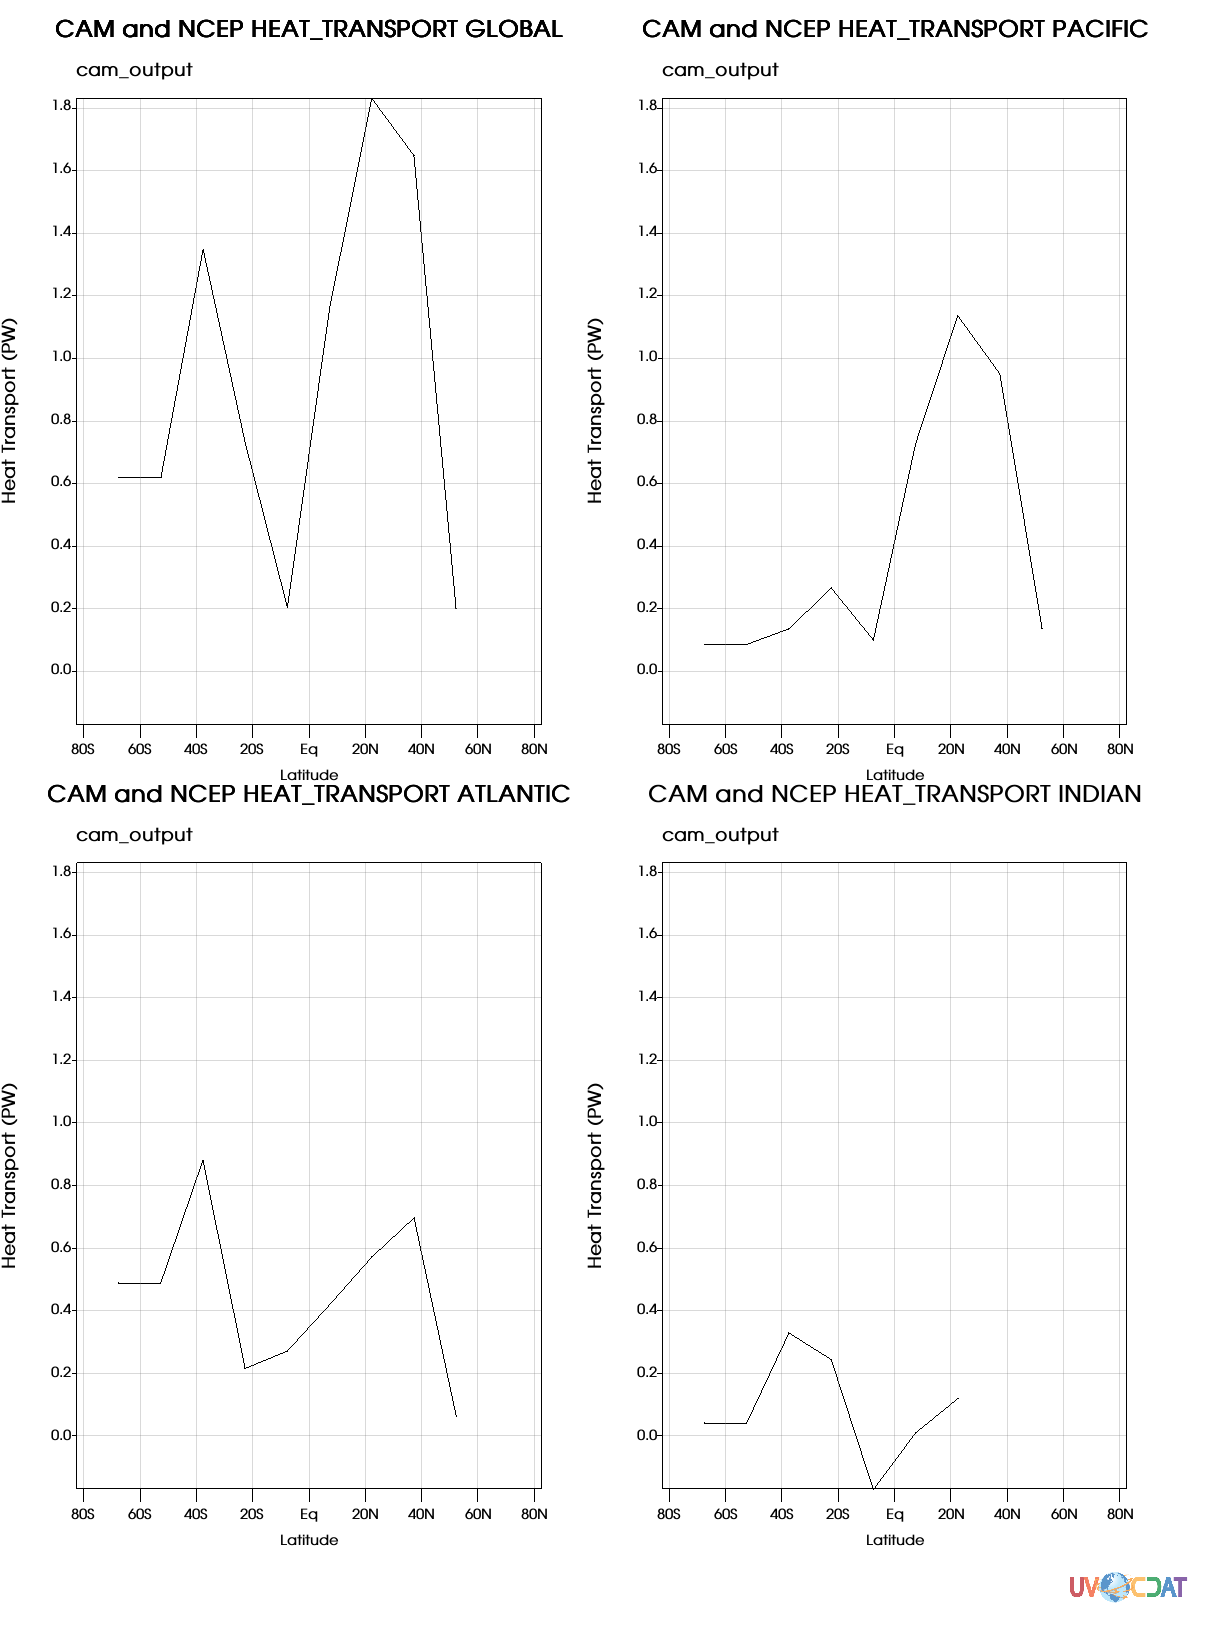 CAM and NCEP HEAT_TRANSPORT GLOBAL
cam_output
1.8
1.6
1.4
1.2
1.0
0.8
0.6
0.4
0.2
0.0
Heat Transport (PW)
80S 60S 40S 20S Eq 20N 40N 60N 80N
Latitude
CAM and NCEP HEAT_TRANSPORT PACIFIC
cam_output
1.8
1.6
1.4
1.2
1.0
0.8
0.6
0.4
0.2
0.0
Heat Transport (PW)
80S 60S 40S 20S Eq 20N 40N 60N 80N
Latitude
CAM and NCEP HEAT_TRANSPORT ATLANTIC
cam_output
1.8
1.6
1.4
1.2
1.0
0.8
0.6
0.4
0.2
0.0
Heat Transport (PW)
80S 60S 40S 20S Eq 20N 40N 60N 80N
Latitude
CAM and NCEP HEAT_TRANSPORT INDIAN
cam_output
1.8
1.6
1.4
1.2
1.0
0.8
0.6
0.4
0.2
0.0
Heat Transport (PW)
80S 60S 40S 20S Eq 20N 40N 60N 80N
Latitude
UV CDAT